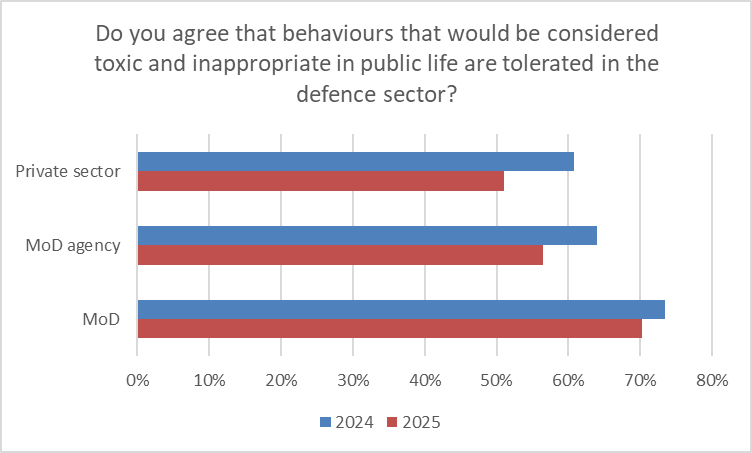 Do you agree that behaviours that would be considered
toxic and inappropriate in public life are tolerated in the
defence sector?
Private sector
MoD agency
MoD
0% 10% 20% 30% 40% 50% 60% 70% 80%
2024 2025